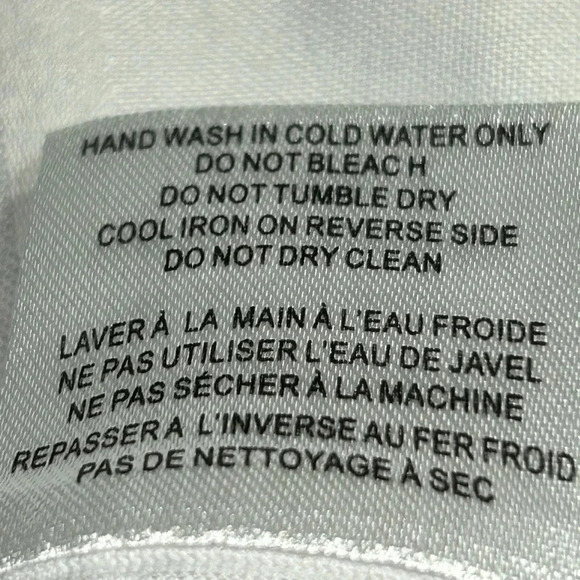 HAND WASH IN COLD WATER ONLY
DO NOT BLEAC H
DO NOT TUMBLE DRY
COOL IRON ON REVERSE SIDE
DO NOT DRY CLEAN
LAVER À LA MAIN À L'EAU FROIDE
NE PAS UTILISER L'EAU DE JAVEL
NE PAS SÉCHER À LA MACHINE
REPASSER A L'INVERSE AU FER FROID
PAS DE NETTOYAGE À SEC